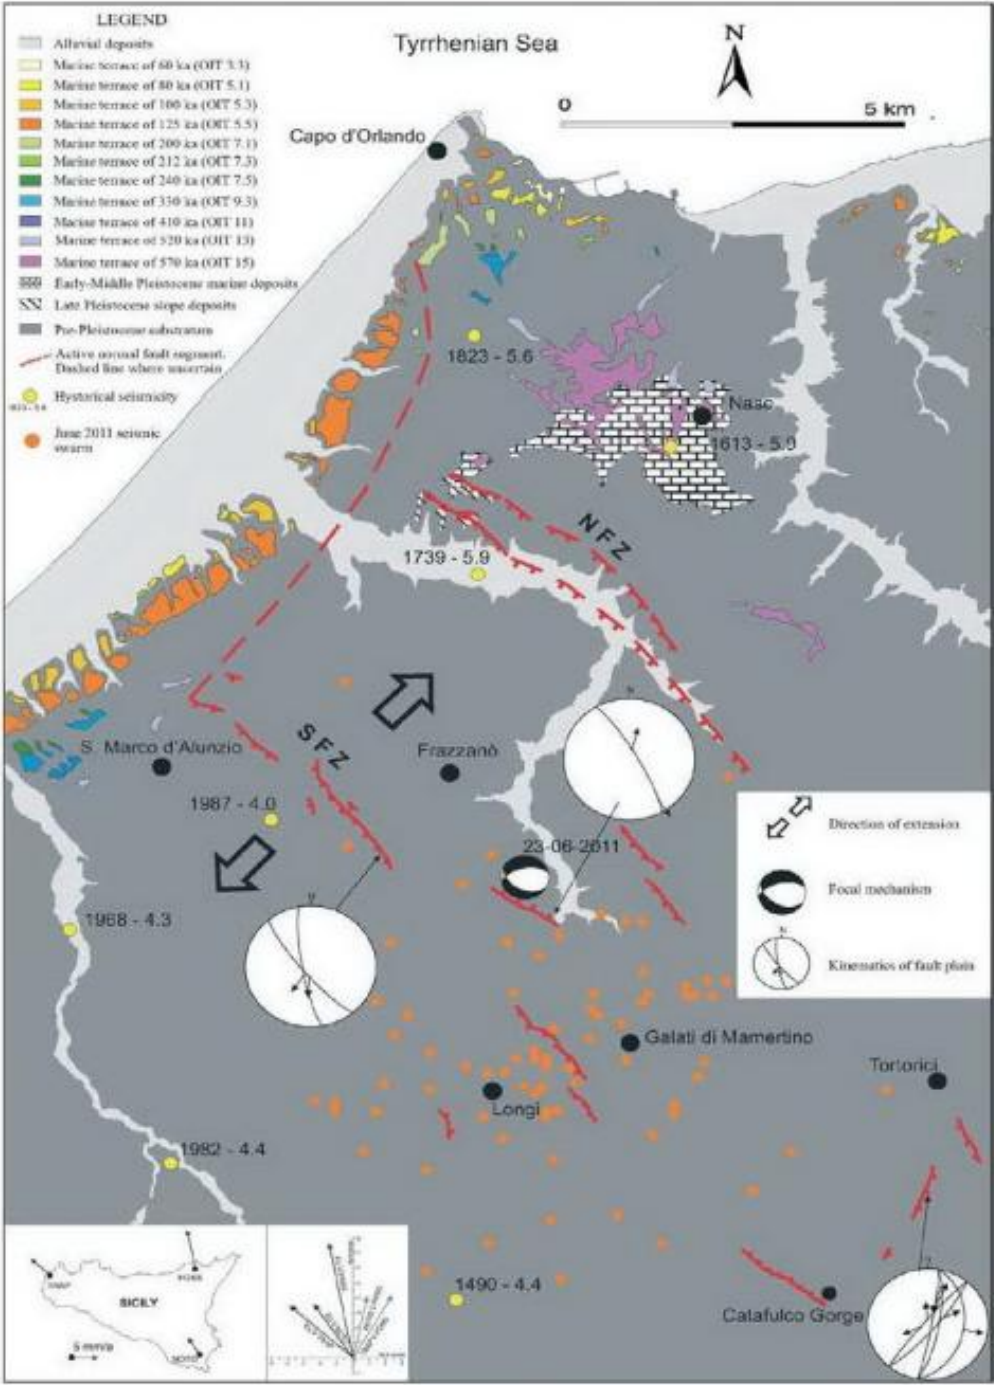 LEGEND
Alluvial deposits
Marine terrace of 60 ka (OIT 3.3)
Marine terrace of 80 ka (OIT 5.1)
Marine terrace of 100 ka (OIT 5.3)
Marine terrace of 125 ka (OIT 5.5)
Marine terrace of 200 ka (OIT 7.1)
Marine terrace of 212 ka (OIT 7.3)
Marine terrace of 240 ka (OIT 7.5)
Marine terrace of 330 ka (OIT 9.3)
Marine terrace of 410 ka (OIT 11)
Marine terrace of 520 ka (OIT 13)
Marine terrace of 570 ka (OIT 15)
Early-Middle Pleistocene marine deposits
Late Pleistocene slope deposits
Pre-Pleistocene substratum
Active normal fault segment.
Dashed line where uncertain
Hystorical seismicity
June 2011 seismic
swarm
Tyrrhenian Sea
N
0 5 km
Capo d'Orlando
1823 - 5.6
Naso
1613 - 5.9
NFZ
1739 - 5.9
SFZ
S. Marco d'Alunzio
Frazzanò
1987 - 4.0
23-06-2011
1968 - 4.3
Direction of extension
Focal mechanism
N
Kinematics of fault plain
Galati di Mamertino
Tortorici
Longi
1982 - 4.4
1490 - 4.4
Catafulco Gorge
SICILY
NOTO
5 mm/a